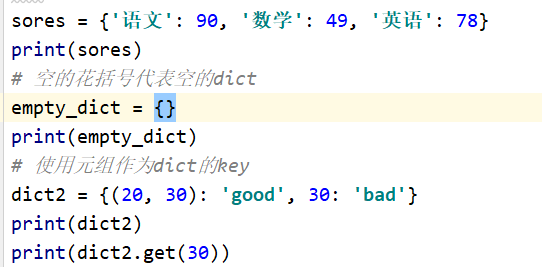 sores = {'语文': 90, '数学': 49, '英语': 78}
print(sores)
# 空的花括号代表空的dict
empty_dict = {}
print(empty_dict)
# 使用元组作为dict的key
dict2 = {(20, 30): 'good', 30: 'bad'}
print(dict2)
print(dict2.get(30))